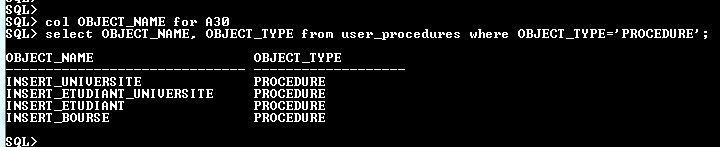 SQL>
SQL> col OBJECT_NAME for A30
SQL> select OBJECT_NAME, OBJECT_TYPE from user_procedures where OBJECT_TYPE='PROCEDURE';
OBJECT_NAME                    OBJECT_TYPE
------------------------------ -------------------
INSERT_UNIVERSITE              PROCEDURE
INSERT_ETUDIANT_UNIVERSITE     PROCEDURE
INSERT_ETUDIANT                PROCEDURE
INSERT_BOURSE                  PROCEDURE
SQL>